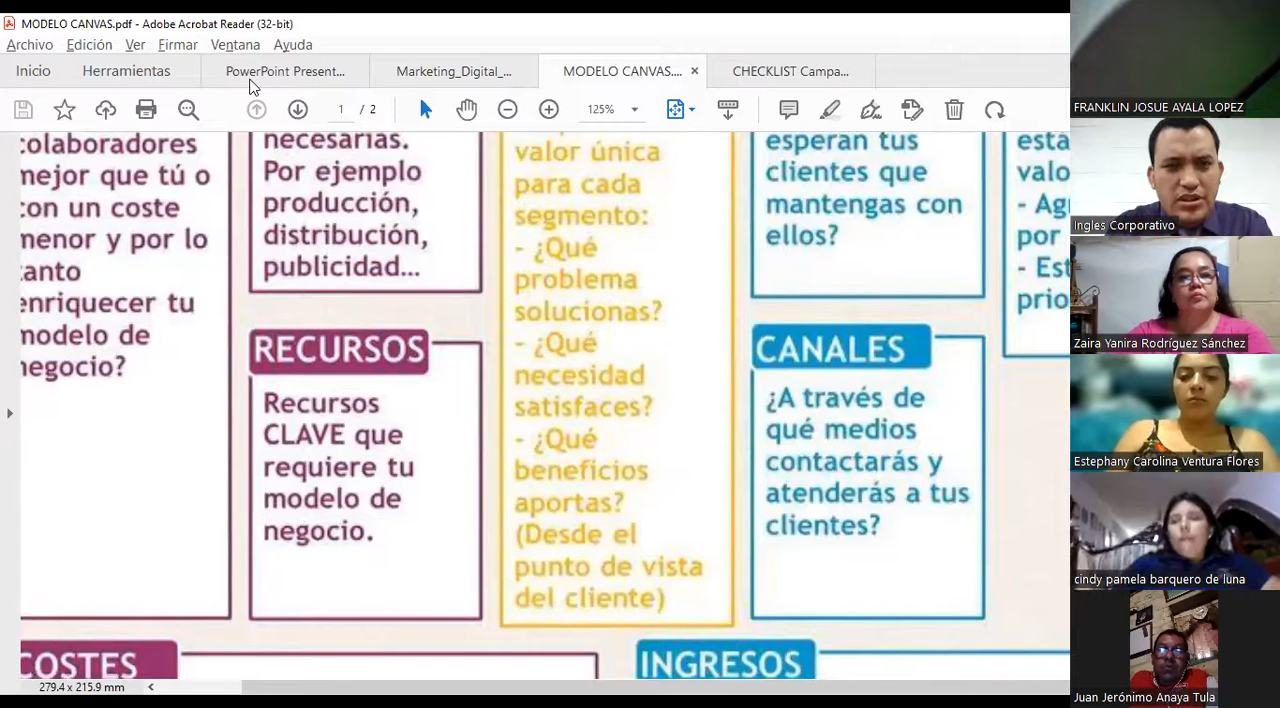 MODELO CANVAS.pdf - Adobe Acrobat Reader (32-bit)
Archivo Edición Ver Firmar Ventana Ayuda
Inicio Herramientas PowerPoint Present... Marketing_Digital_... MODELO CANVAS.... × CHECKLIST Campa...
1 / 2 125%
colaboradores
mejor que tú o
con un coste
menor y por lo
tanto
enriquecer tu
modelo de
negocio?
necesarias.
Por ejemplo
producción,
distribución,
publicidad...
RECURSOS
Recursos
CLAVE que
requiere tu
modelo de
negocio.
valor única
para cada
segmento:
- ¿Qué
problema
solucionas?
- ¿Qué
necesidad
satisfaces?
- ¿Qué
beneficios
aportas?
(Desde el
punto de vista
del cliente)
esperan tus
clientes que
mantengas con
ellos?
CANALES
¿A través de
qué medios
contactarás y
atenderás a tus
clientes?
está
valo
- Ag
por
- Est
prio
COSTES
INGRESOS
279.4 x 215.9 mm
FRANKLIN JOSUE AYALA LOPEZ
Ingles Corporativo
Zaira Yanira Rodríguez Sánchez
Estephany Carolina Ventura Flores
cindy pamela barquero de luna
Juan Jerónimo Anaya Tula